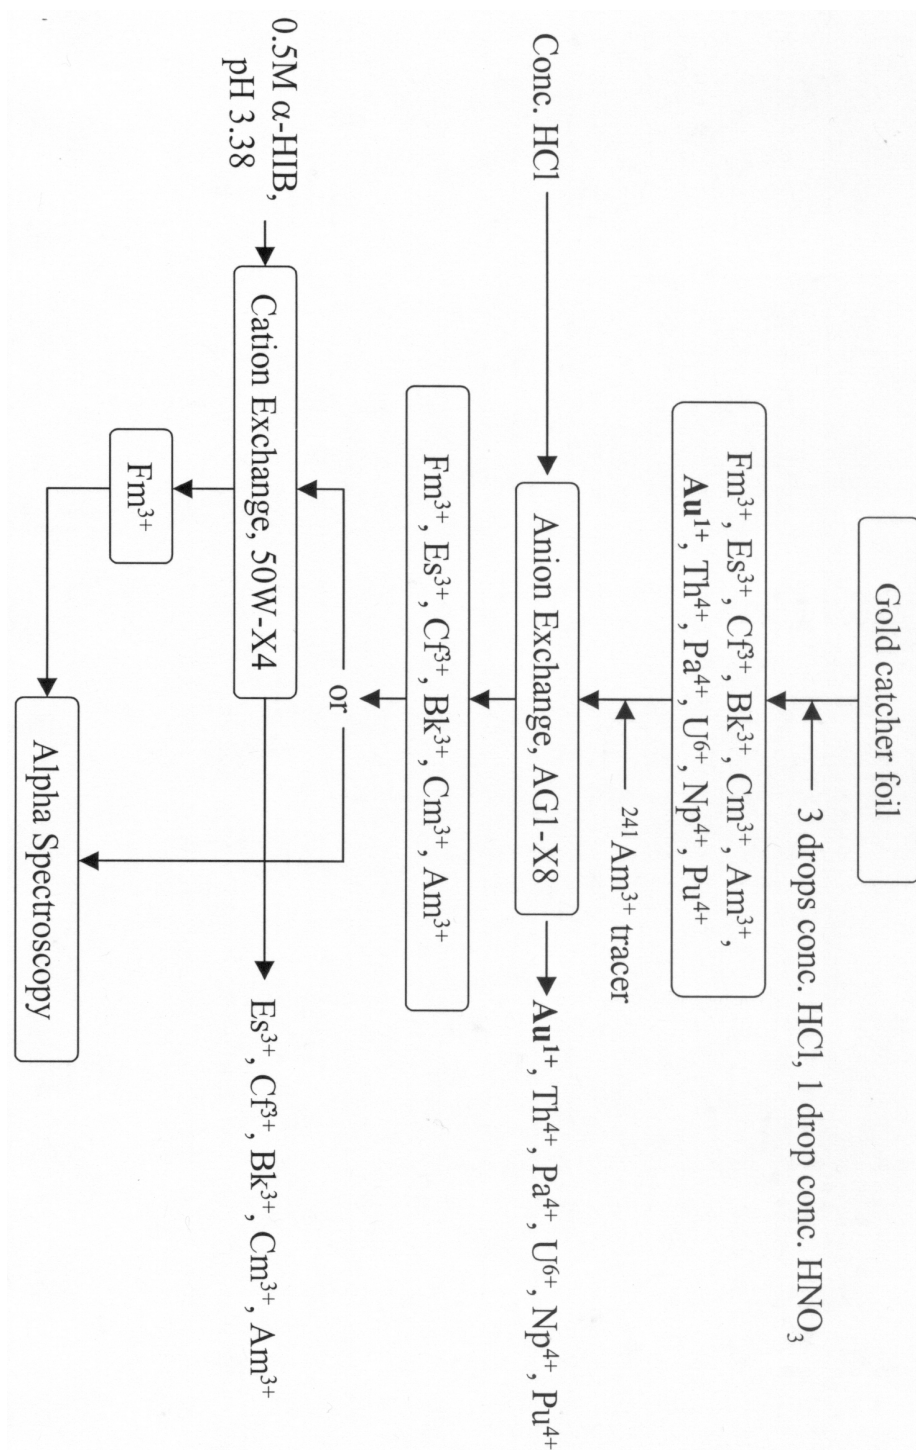 Gold catcher foil
3 drops conc. HCl, 1 drop conc. HNO₃
Fm³⁺, Es³⁺, Cf³⁺, Bk³⁺, Cm³⁺, Am³⁺,
Au¹⁺, Th⁴⁺, Pa⁴⁺, U⁶⁺, Np⁴⁺, Pu⁴⁺
²⁴¹Am³⁺ tracer
Conc. HCl
Anion Exchange, AG1-X8
Au¹⁺, Th⁴⁺, Pa⁴⁺, U⁶⁺, Np⁴⁺, Pu⁴⁺
Fm³⁺, Es³⁺, Cf³⁺, Bk³⁺, Cm³⁺, Am³⁺
or
0.5M α-HIB,
pH 3.38
Cation Exchange, 50W-X4
Es³⁺, Cf³⁺, Bk³⁺, Cm³⁺, Am³⁺
Fm³⁺
Alpha Spectroscopy